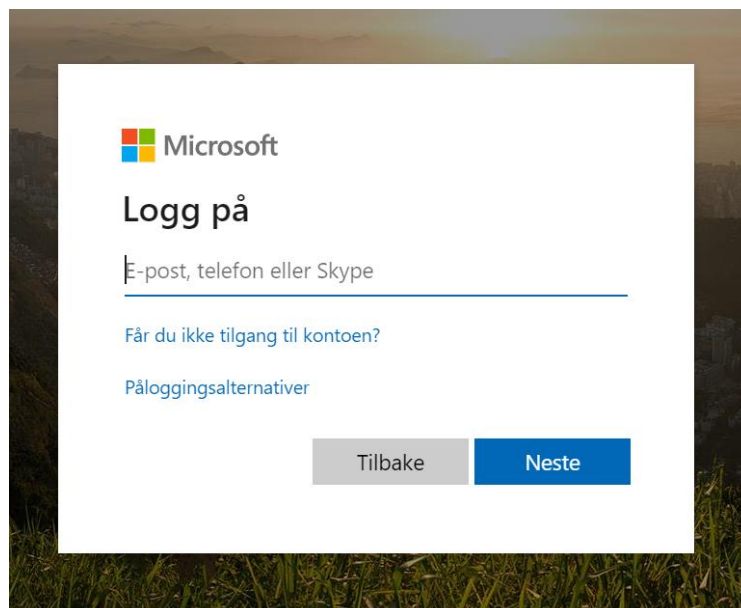 Microsoft
Logg på
E-post, telefon eller Skype
Får du ikke tilgang til kontoen?
Påloggingsalternativer
Tilbake Neste